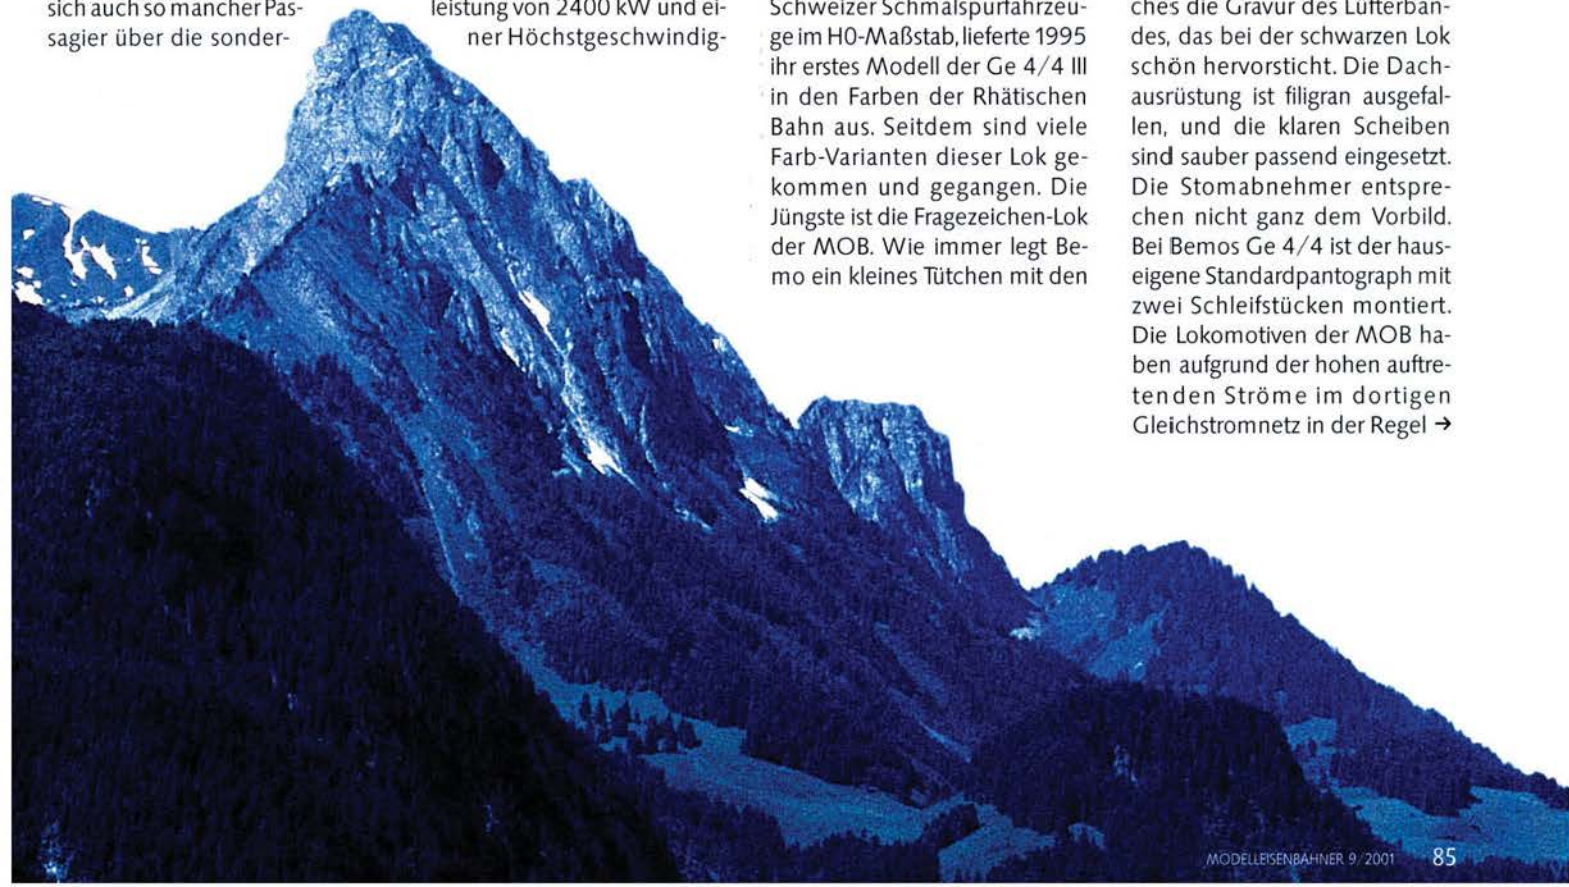 sich auch so mancher Pas-
sagier über die sonder-
leistung von 2400 kW und ei-
ner Höchstgeschwindig-
Schweizer Schmalspurfahrzeu-
ge im H0-Maßstab, lieferte 1995
ihr erstes Modell der Ge 4/4 III
in den Farben der Rhätischen
Bahn aus. Seitdem sind viele
Farb-Varianten dieser Lok ge-
kommen und gegangen. Die
Jüngste ist die Fragezeichen-Lok
der MOB. Wie immer legt Be-
mo ein kleines Tütchen mit den
ches die Gravur des Lüfterban-
des, das bei der schwarzen Lok
schön hervorsticht. Die Dach-
ausrüstung ist filigran ausgefal-
len, und die klaren Scheiben
sind sauber passend eingesetzt.
Die Stomabnehmer entspre-
chen nicht ganz dem Vorbild.
Bei Bemos Ge 4/4 ist der haus-
eigene Standardpantograph mit
zwei Schleifstücken montiert.
Die Lokomotiven der MOB ha-
ben aufgrund der hohen auftre-
tenden Ströme im dortigen
Gleichstromnetz in der Regel →
MODELLEISENBAHNER 9/2001 85